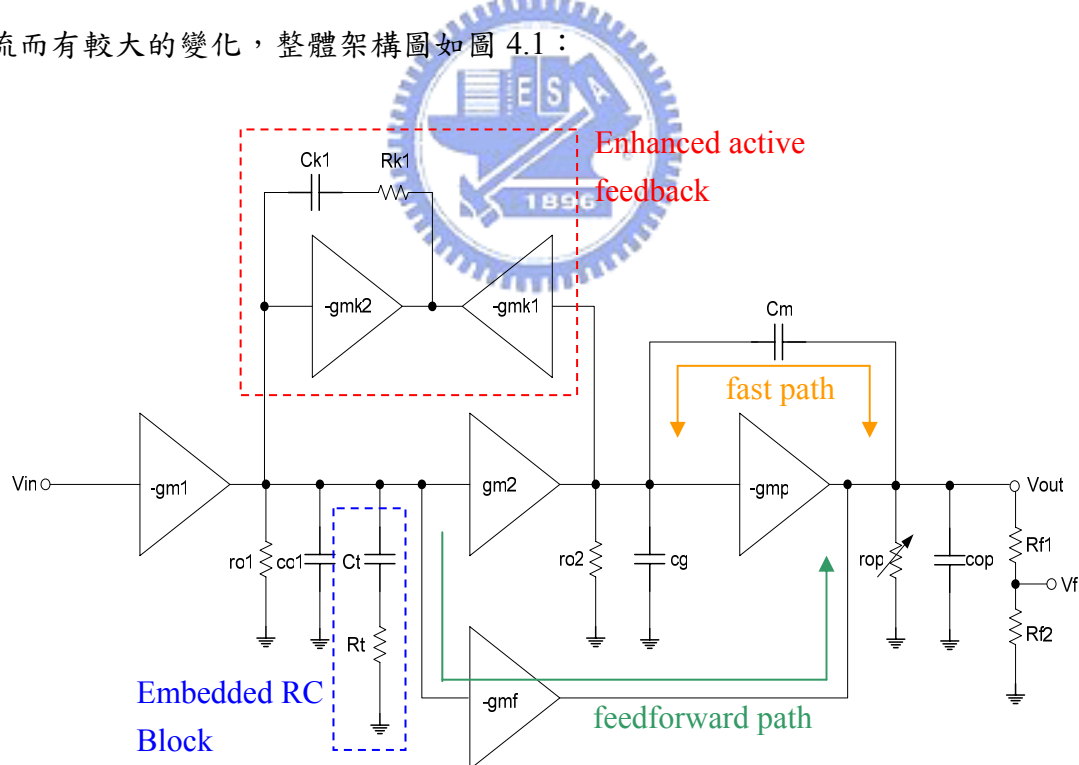 流而有較大的變化，整體架構圖如圖 4.1：
E S A
1896
Enhanced active
feedback
Ck1
Rk1
-gmk2
-gmk1
Cm
fast path
Vin
-gm1
gm2
-gmp
Vout
ro1
co1
Ct
ro2
cg
rop
cop
Rf1
Vf
Rt
Rf2
Embedded RC
Block
-gmf
feedforward path